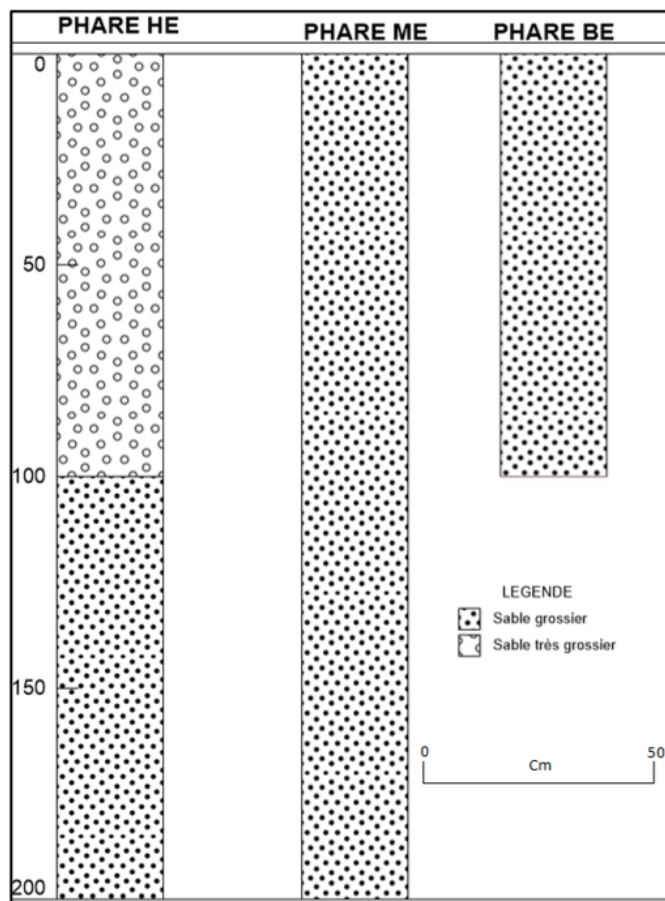 PHARE HE PHARE ME PHARE BE
0
50
100
150
200
LEGENDE
Sable grossier
Sable très grossier
0 50
Cm